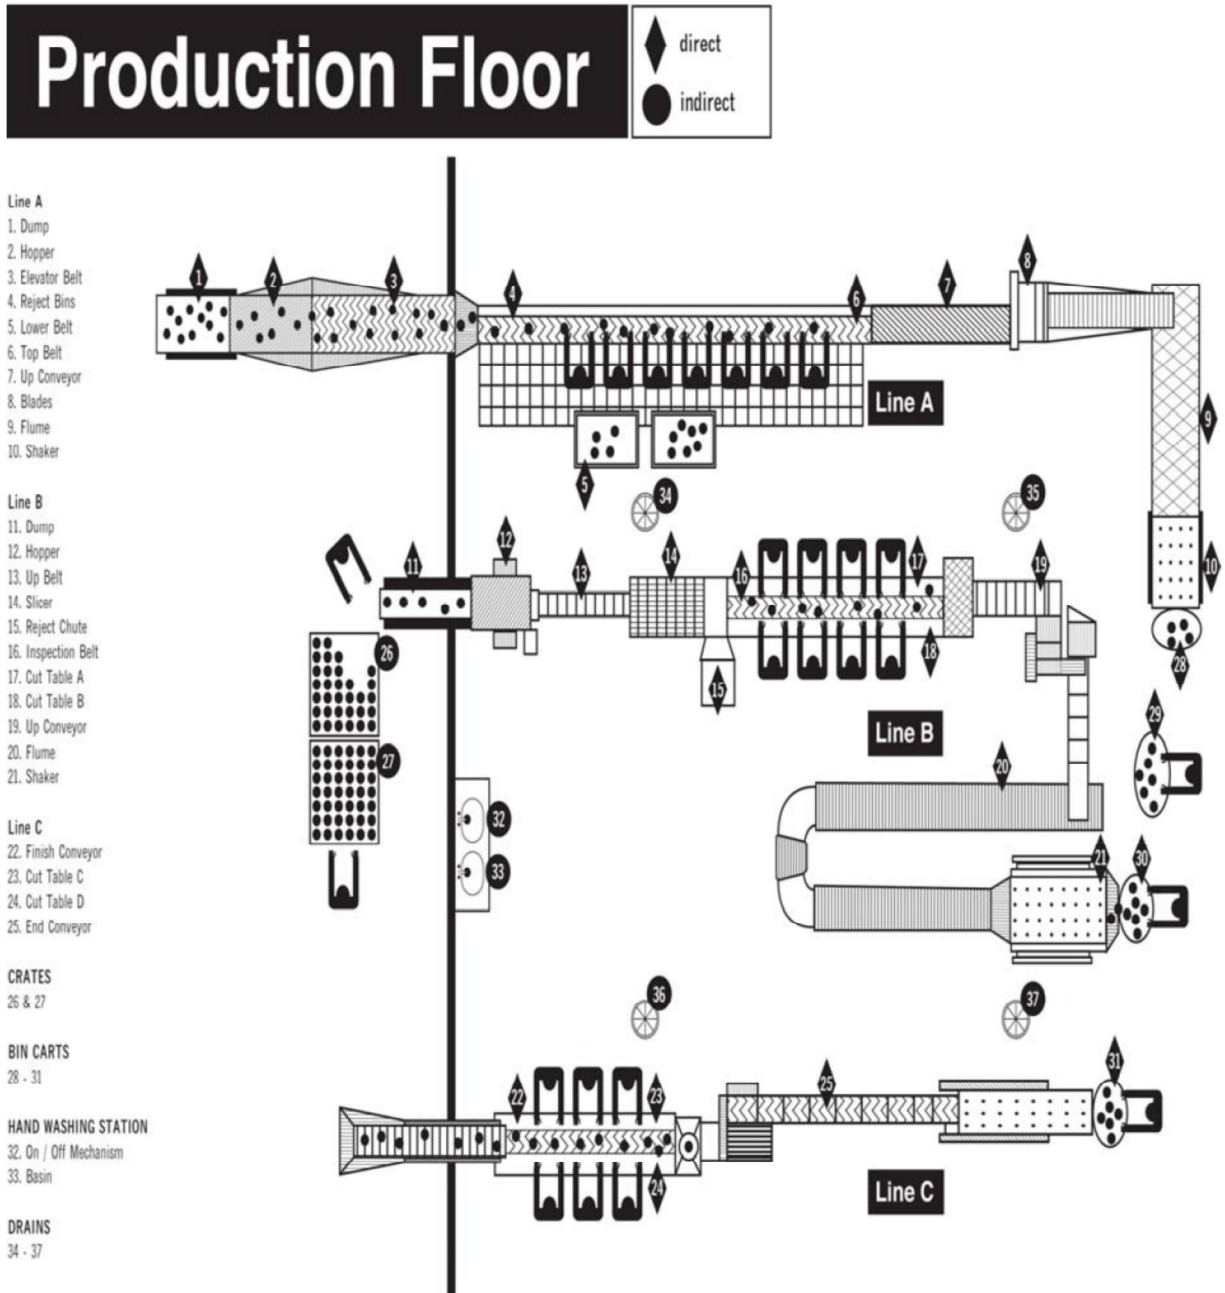 Production Floor
direct
indirect
Line A
1. Dump
2. Hopper
3. Elevator Belt
4. Reject Bins
5. Lower Belt
6. Top Belt
7. Up Conveyor
8. Blades
9. Flume
10. Shaker
Line B
11. Dump
12. Hopper
13. Up Belt
14. Slicer
15. Reject Chute
16. Inspection Belt
17. Cut Table A
18. Cut Table B
19. Up Conveyor
20. Flume
21. Shaker
Line C
22. Finish Conveyor
23. Cut Table C
24. Cut Table D
25. End Conveyor
CRATES
26 & 27
BIN CARTS
28 - 31
HAND WASHING STATION
32. On / Off Mechanism
33. Basin
DRAINS
34 - 37
1
2
3
4
6
7
8
Line A
9
5
34
35
12
11
13
14
16
17
19
10
26
18
28
15
27
Line B
29
20
32
33
21
30
36
37
22
23
25
31
24
Line C